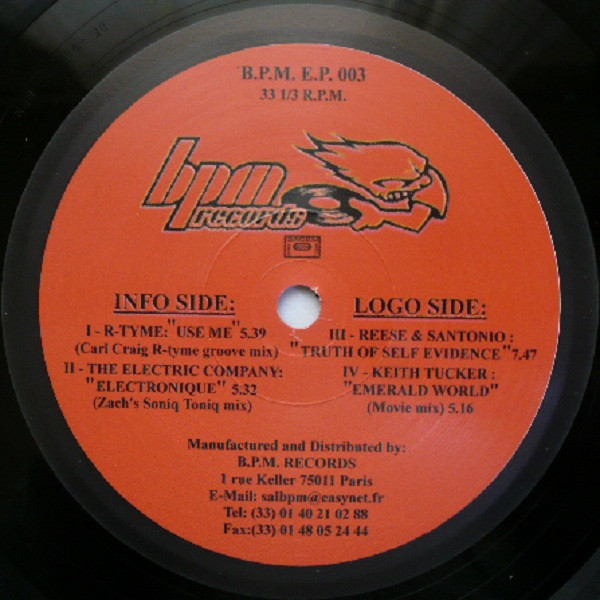 B.P.M. E.P. 003
33 1/3 R.P.M.
bpm
records
INFO SIDE:
I - R-TYME:"USE ME"5.39
(Carl Craig R-tyme groove mix)
II - THE ELECTRIC COMPANY:
"ELECTRONIQUE" 5.32
(Zach's Soniq Toniq mix)
LOGO SIDE:
III - REESE & SANTONIO :
"TRUTH OF SELF EVIDENCE"7.47
IV - KEITH TUCKER :
"EMERALD WORLD"
(Movie mix) 5.16
Manufactured and Distributed by:
B.P.M. RECORDS
1 rue Keller 75011 Paris
E-Mail: salbpm@easynet.fr
Tel: (33) 01 40 21 02 88
Fax:(33) 01 48 05 24 44